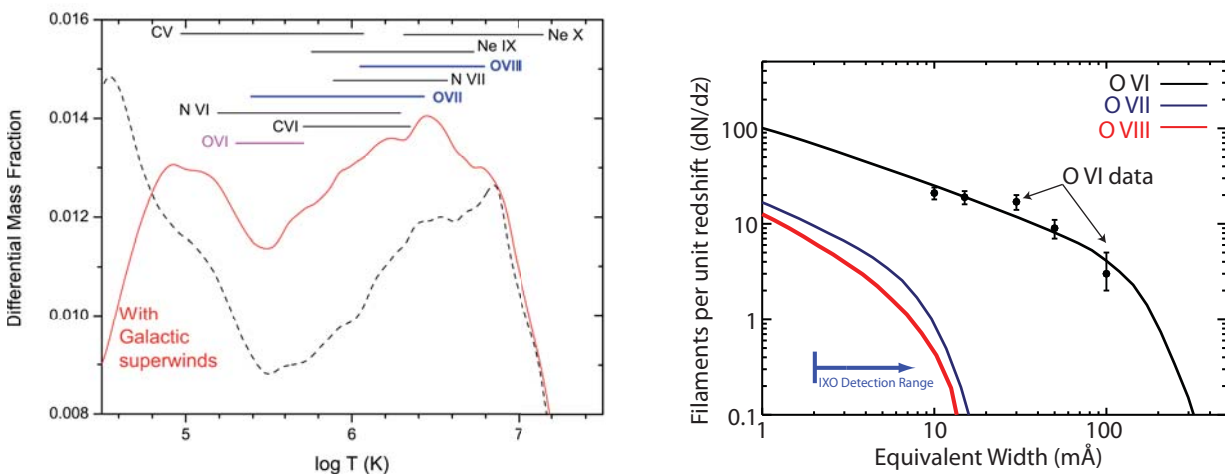 0.016
0.014
0.012
0.010
0.008
Differential Mass Fraction
CV
Ne X
Ne IX
OVIII
N VII
OVII
N VI
CVI
OVI
With
Galactic
superwinds
5
6
7
log T (K)
Filaments per unit redshift (dN/dz)
100
10
1
0.1
O VI
O VII
O VIII
O VI data
IXO Detection Range
1
10
100
Equivalent Width (mÅ)